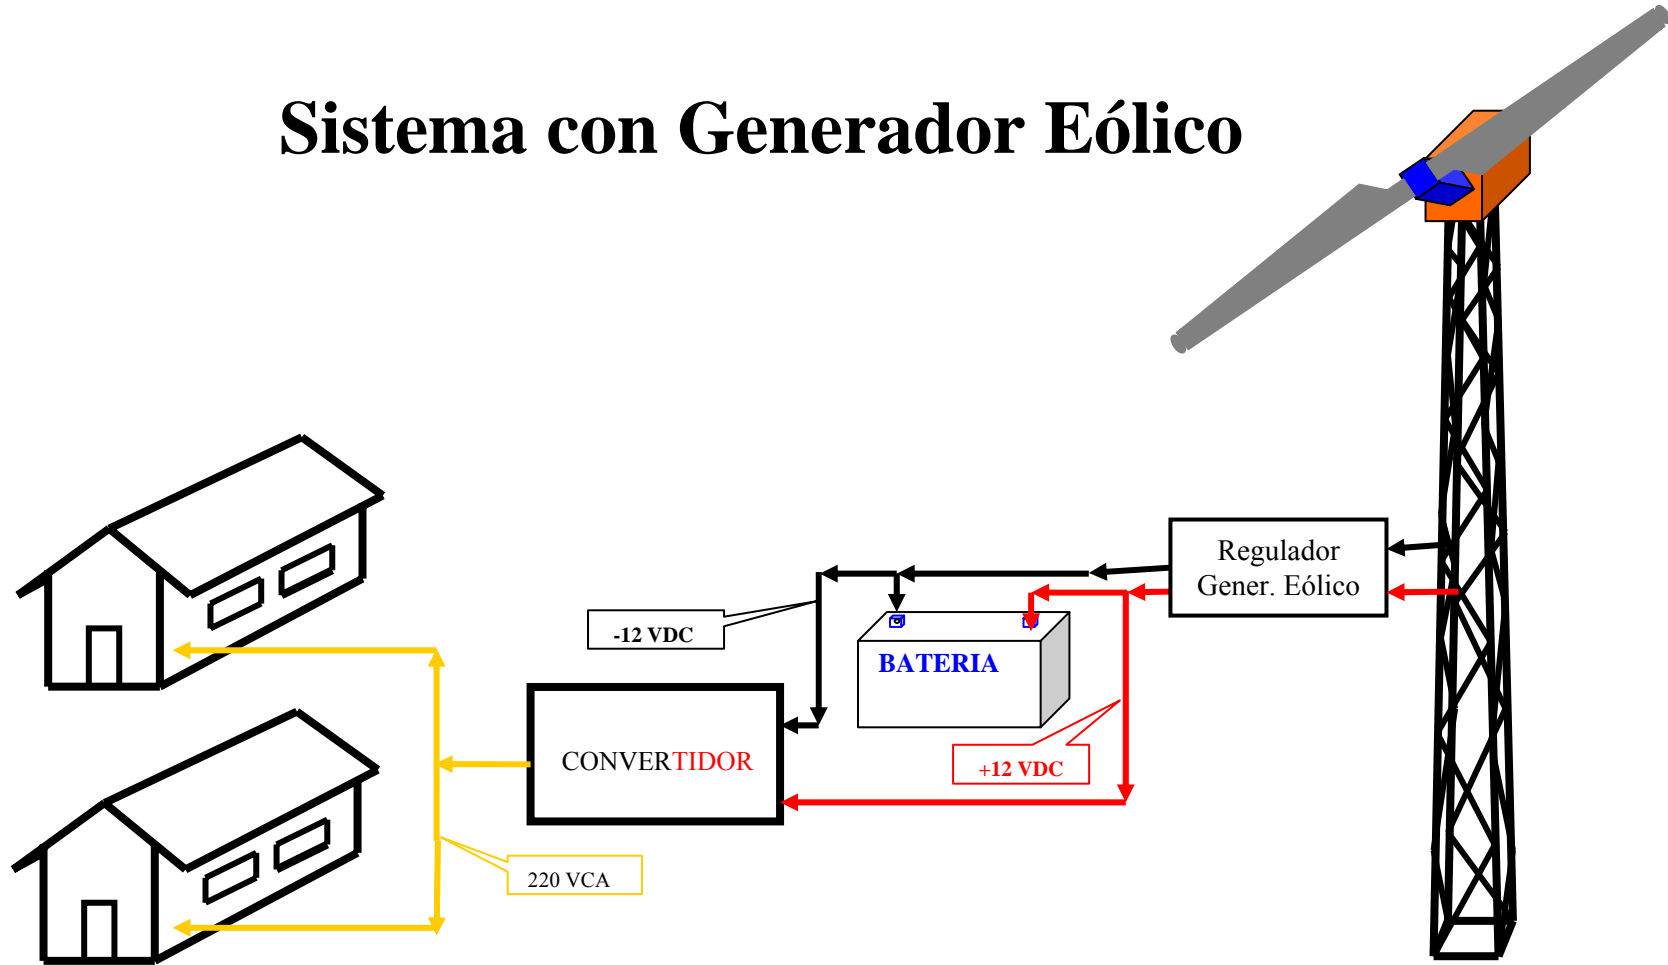 Sistema con Generador Eólico
Regulador
Gener. Eólico
-12 VDC
BATERIA
CONVERTIDOR
+12 VDC
220 VCA